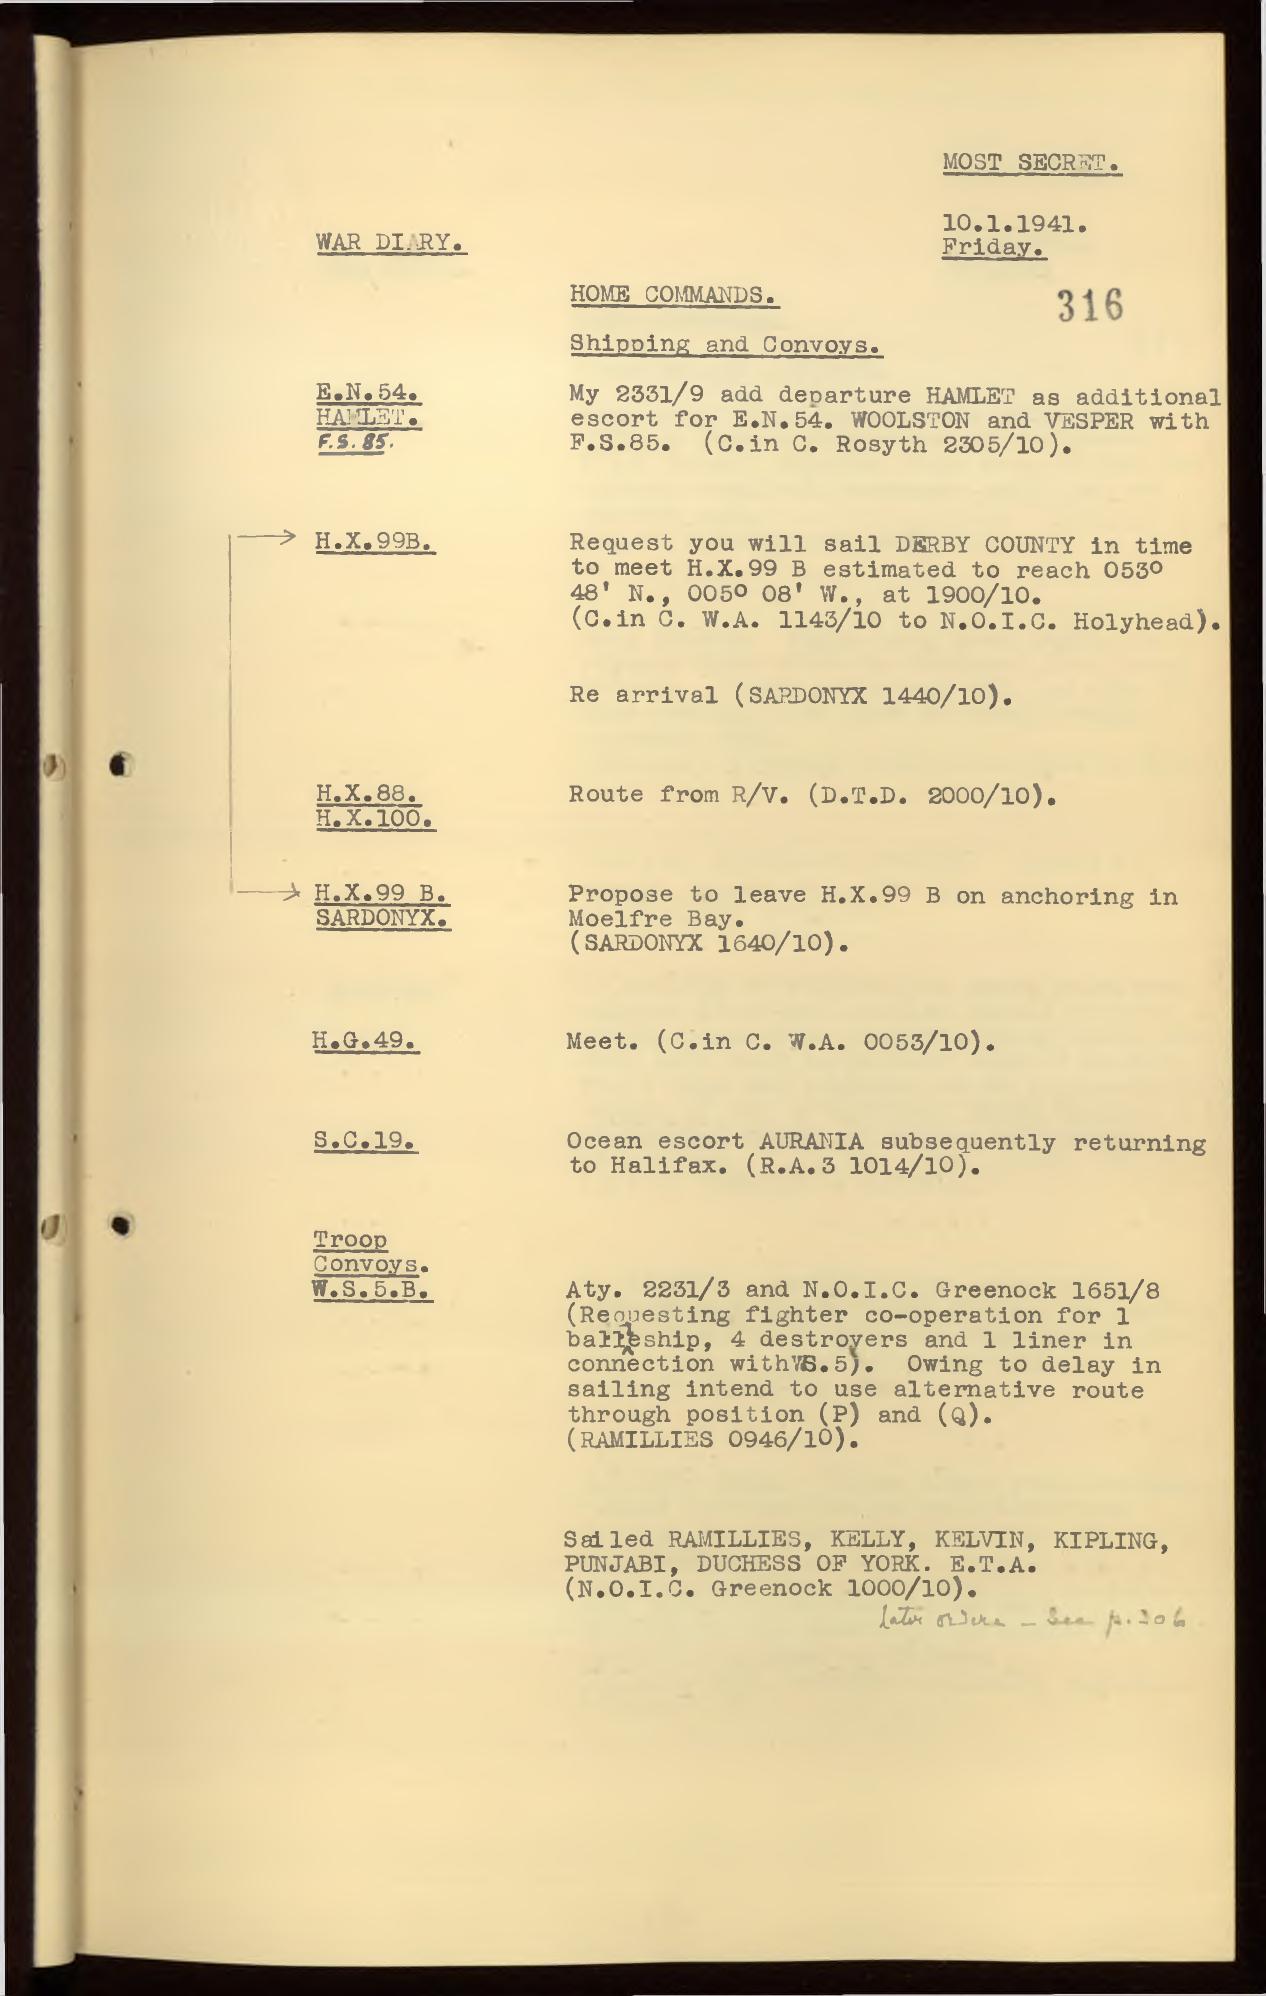 MOST SECRET.
10.1.1941.
WAR DIARY.
Friday.
HOME COMMANDS.
316
Shipping and Convoys.
E.N.54.
HAMLET.
F.S.85.
My 2331/9 add departure HAMLET as additional
escort for E.N.54. WOOLSTON and VESPER with
F.S.85. (C.in C. Rosyth 2305/10).
H.X.99B.
Request you will sail DERBY COUNTY in time
to meet H.X.99 B estimated to reach 053º
48' N., 005º 08' W., at 1900/10.
(C.in C. W.A. 1143/10 to N.O.I.C. Holyhead).
Re arrival (SARDONYX 1440/10).
H.X.88.
H.X.100.
Route from R/V. (D.T.D. 2000/10).
H.X.99 B.
SARDONYX.
Propose to leave H.X.99 B on anchoring in
Moelfre Bay.
(SARDONYX 1640/10).
H.G.49.
Meet. (C.in C. W.A. 0053/10).
S.C.19.
Ocean escort AURANIA subsequently returning
to Halifax. (R.A.3 1014/10).
Troop
Convoys.
W.S.5.B.
Aty. 2231/3 and N.O.I.C. Greenock 1651/8
(Requesting fighter co-operation for 1
battleship, 4 destroyers and 1 liner in
connection with WS.5). Owing to delay in
sailing intend to use alternative route
through position (P) and (Q).
(RAMILLIES 0946/10).
Sailed RAMILLIES, KELLY, KELVIN, KIPLING,
PUNJABI, DUCHESS OF YORK. E.T.A.
(N.O.I.C. Greenock 1000/10).
later orders - See p. 306